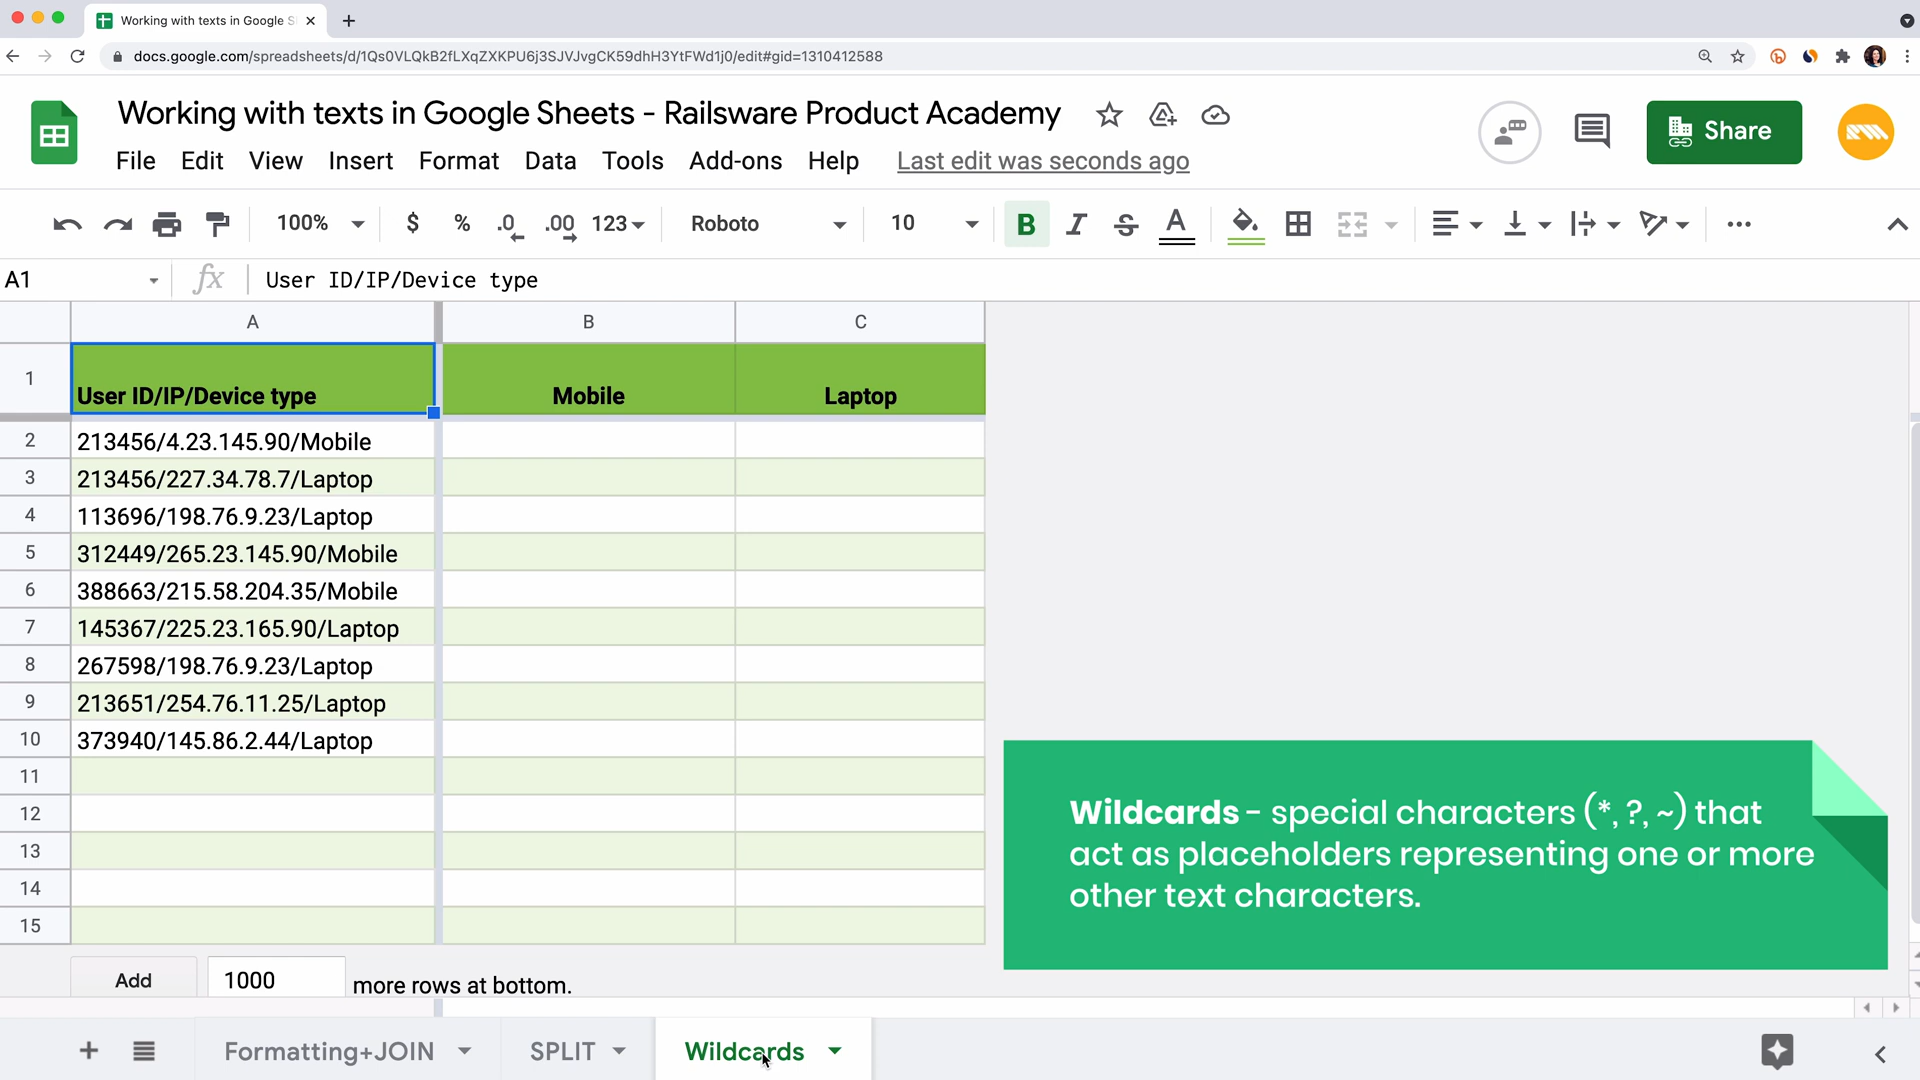 Working with texts in Google S
docs.google.com/spreadsheets/d/1Qs0VLQkB2fLXqZXKPU6j3SJVJvgCK59dhH3YtFWd1j0/edit#gid=1310412588
Working with texts in Google Sheets - Railsware Product Academy
Share
File Edit View Insert Format Data Tools Add-ons Help Last edit was seconds ago
100% $ % .0 .00 123 Roboto 10 B I S A
A1 fx User ID/IP/Device type
A B C
1 User ID/IP/Device type Mobile Laptop
2 213456/4.23.145.90/Mobile
3 213456/227.34.78.7/Laptop
4 113696/198.76.9.23/Laptop
5 312449/265.23.145.90/Mobile
6 388663/215.58.204.35/Mobile
7 145367/225.23.165.90/Laptop
8 267598/198.76.9.23/Laptop
9 213651/254.76.11.25/Laptop
10 373940/145.86.2.44/Laptop
11
12
13
14
15
Wildcards - special characters (*, ?, ~) that
act as placeholders representing one or more
other text characters.
Add 1000 more rows at bottom.
Formatting+JOIN SPLIT Wildcards